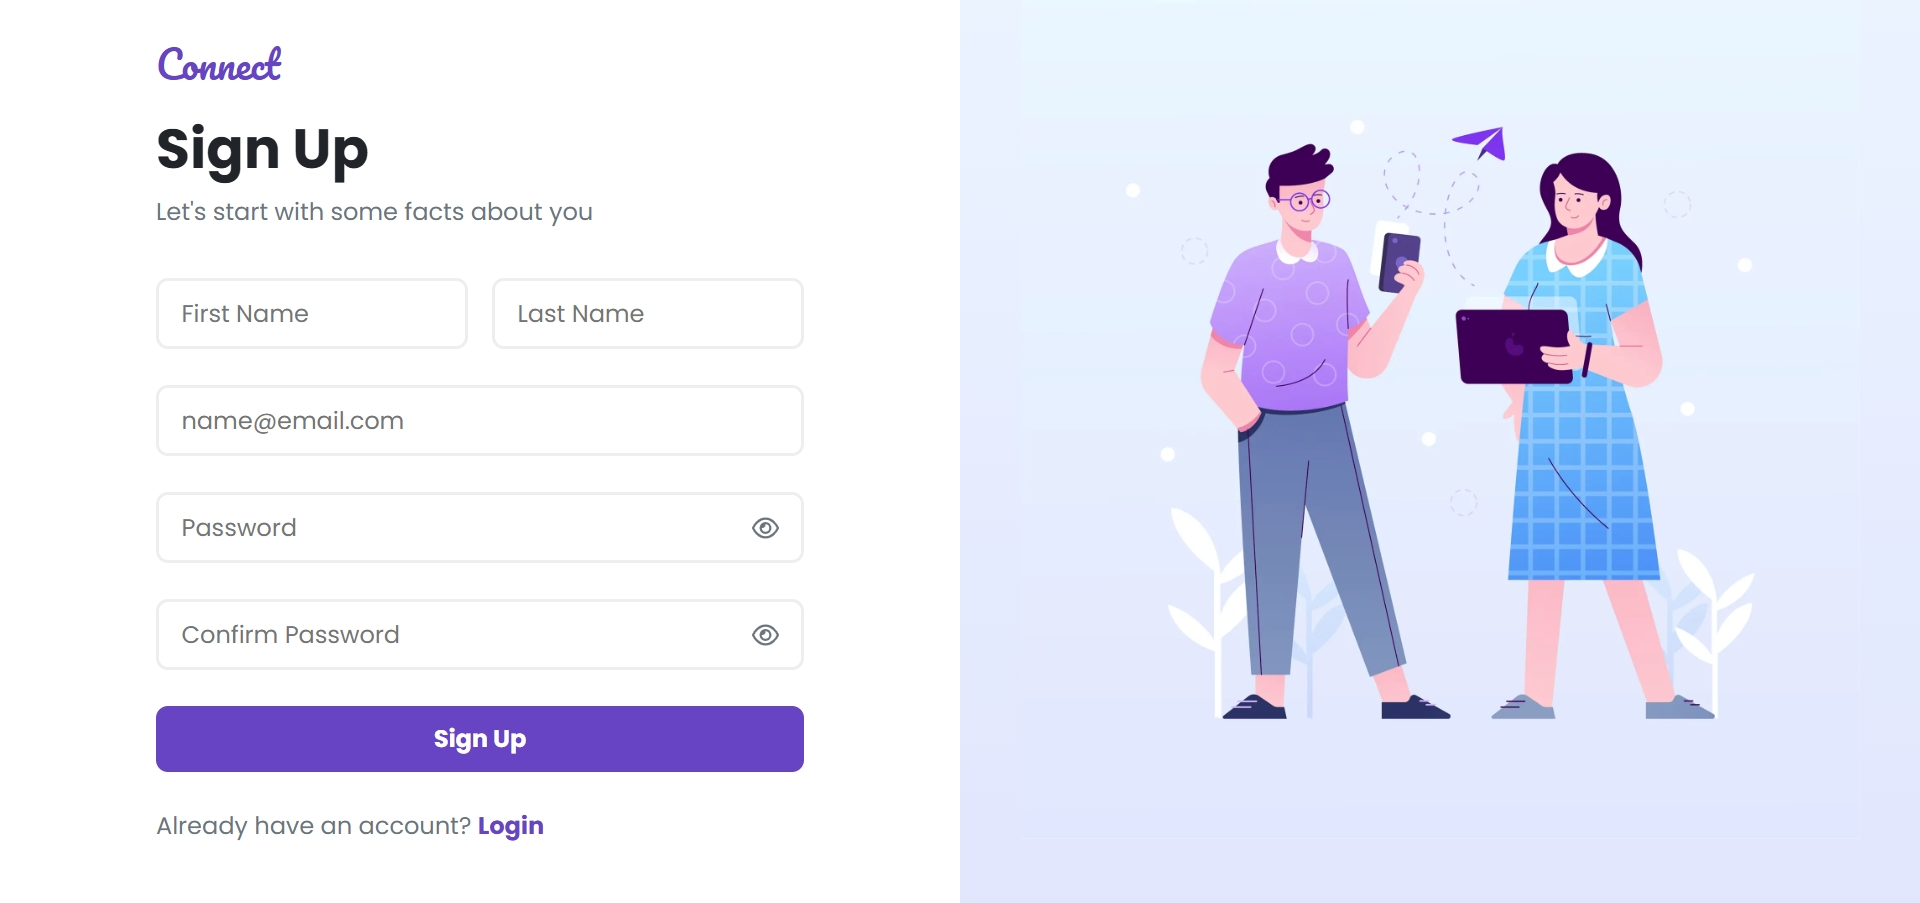 Connect
Sign Up
Let's start with some facts about you
First Name Last Name
name@email.com
Password
Confirm Password
Sign Up
Already have an account? Login